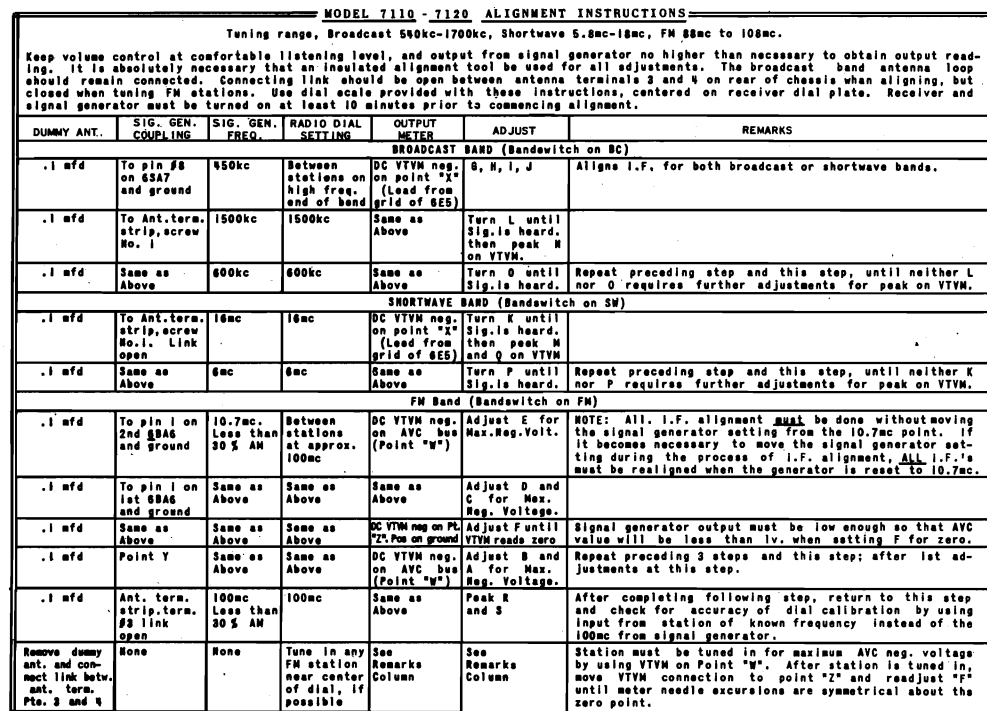 MODEL 7110 - 7120 ALIGNMENT INSTRUCTIONS
Tuning range, Broadcast 540kc-1700kc, Shortwave 5.8mc-18mc, FM 88mc to 108mc.
Keep volume control at comfortable listening level, and output from signal generator no higher than necessary to obtain output read-
ing. It is absolutely necessary that an insulated alignment tool be used for all adjustments. The broadcast band antenna loop
should remain connected. Connecting link should be open between antenna terminals 3 and 4 on rear of chassis when aligning, but
closed when tuning FM stations. Use dial scale provided with these instructions, centered on receiver dial plate. Receiver and
signal generator must be turned on at least 10 minutes prior to commencing alignment.
DUMMY ANT. SIG. GEN. COUPLING SIG. GEN. FREQ. RADIO DIAL SETTING OUTPUT METER ADJUST REMARKS
BROADCAST BAND (Bandswitch on BC)
.1 mfd To pin #8 450kc Between DC VTVM neg. G, H, I, J Aligns I.F. for both broadcast or shortwave bands.
on 6SA7 stations on on point "X"
and ground high freq. (Lead from
end of band grid of 6E5)
.1 mfd To Ant.term. 1500kc 1500kc Same as Turn L until
strip,screw Above Sig.is heard.
No. 1 then peak N
on VTVM.
.1 mfd Same as 600kc 600kc Same as Turn O until Repeat preceding step and this step, until neither L
Above Above Sig.is heard. nor O requires further adjustments for peak on VTVM.
SHORTWAVE BAND (Bandswitch on SW)
.1 mfd To Ant.term. 16mc 16mc DC VTVM neg. Turn K until
strip,screw on point "X" Sig.is heard.
No.1. Link (Lead from then peak M
open grid of 6E5) and Q on VTVM
.1 mfd Same as 6mc 6mc Same as Turn P until Repeat preceding step and this step, until neither K
Above Above Sig.is heard. nor P requires further adjustments for peak on VTVM.
FM Band (Bandswitch on FM)
.1 mfd To pin 1 on 10.7mc. Between DC VTVM neg. Adjust E for NOTE: All. I.F. alignment must be done without moving
2nd 6BA6 Less than stations on AVC bus Max.Neg.Volt. the signal generator setting from the 10.7mc point. If
and ground 30% AM at approx. (Point "W") it becomes necessary to move the signal generator set-
100mc ting during the process of I.F. alignment, ALL I.F.'s
must be realigned when the generator is reset to 10.7mc.
.1 mfd To pin 1 on Same as Same as Same as Adjust D and
1st 6BA6 Above Above Above C for Max.
and ground Neg. Voltage.
.1 mfd Same as Same as Same as DC VTVM neg on Pt. Adjust F until Signal generator output must be low enough so that AVC
Above Above Above "Z". Pos on ground VTVM reads zero value will be less than 1v. when setting F for zero.
.1 mfd Point Y Same as Same as DC VTVM neg. Adjust B and Repeat preceding 3 steps and this step; after 1st ad-
Above Above on AVC bus A for Max. justments at this step.
(Point "W") Neg. Voltage.
.1 mfd Ant. term. 100mc 100mc Same as Peak R After completing following step, return to this step
strip.term. Less than Above and S and check for accuracy of dial calibration by using
#3 link 30% AM input from station of known frequency instead of the
open 100mc from signal generator.
Remove dummy None None Tune in any See See Station must be tuned in for maximum AVC neg. voltage
ant. and con- FM station Remarks Remarks by using VTVM on Point "W". After station is tuned in,
nect link betw. near center Column Column move VTVM connection to point "Z" and readjust "F"
ant. term. of dial, if until meter needle excursions are symmetrical about the
Pts. 3 and 4 possible zero point.